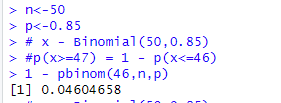 > n<-50
> p<-0.85
> # x - Binomial(50,0.85)
> #p(x>=47) = 1 - p(x<=46)
> 1 - pbinom(46,n,p)
[1] 0.04604658